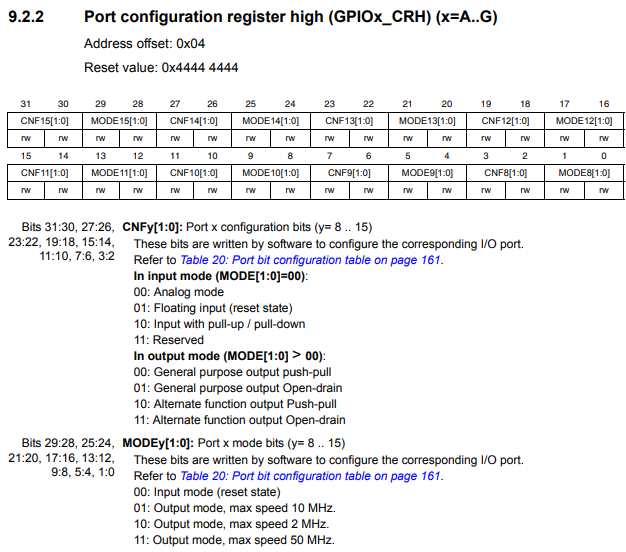 9.2.2 Port configuration register high (GPIOx_CRH) (x=A..G)
Address offset: 0x04
Reset value: 0x4444 4444
31 30 29 28 27 26 25 24 23 22 21 20 19 18 17 16
CNF15[1:0] MODE15[1:0] CNF14[1:0] MODE14[1:0] CNF13[1:0] MODE13[1:0] CNF12[1:0] MODE12[1:0]
rw rw rw rw rw rw rw rw rw rw rw rw rw rw rw rw
15 14 13 12 11 10 9 8 7 6 5 4 3 2 1 0
CNF11[1:0] MODE11[1:0] CNF10[1:0] MODE10[1:0] CNF9[1:0] MODE9[1:0] CNF8[1:0] MODE8[1:0]
rw rw rw rw rw rw rw rw rw rw rw rw rw rw rw rw
Bits 31:30, 27:26, CNFy[1:0]: Port x configuration bits (y= 8 .. 15)
23:22, 19:18, 15:14, These bits are written by software to configure the corresponding I/O port.
11:10, 7:6, 3:2 Refer to Table 20: Port bit configuration table on page 161.
In input mode (MODE[1:0]=00):
00: Analog mode
01: Floating input (reset state)
10: Input with pull-up / pull-down
11: Reserved
In output mode (MODE[1:0] > 00):
00: General purpose output push-pull
01: General purpose output Open-drain
10: Alternate function output Push-pull
11: Alternate function output Open-drain
Bits 29:28, 25:24, MODEy[1:0]: Port x mode bits (y= 8 .. 15)
21:20, 17:16, 13:12, These bits are written by software to configure the corresponding I/O port.
9:8, 5:4, 1:0 Refer to Table 20: Port bit configuration table on page 161.
00: Input mode (reset state)
01: Output mode, max speed 10 MHz.
10: Output mode, max speed 2 MHz.
11: Output mode, max speed 50 MHz.